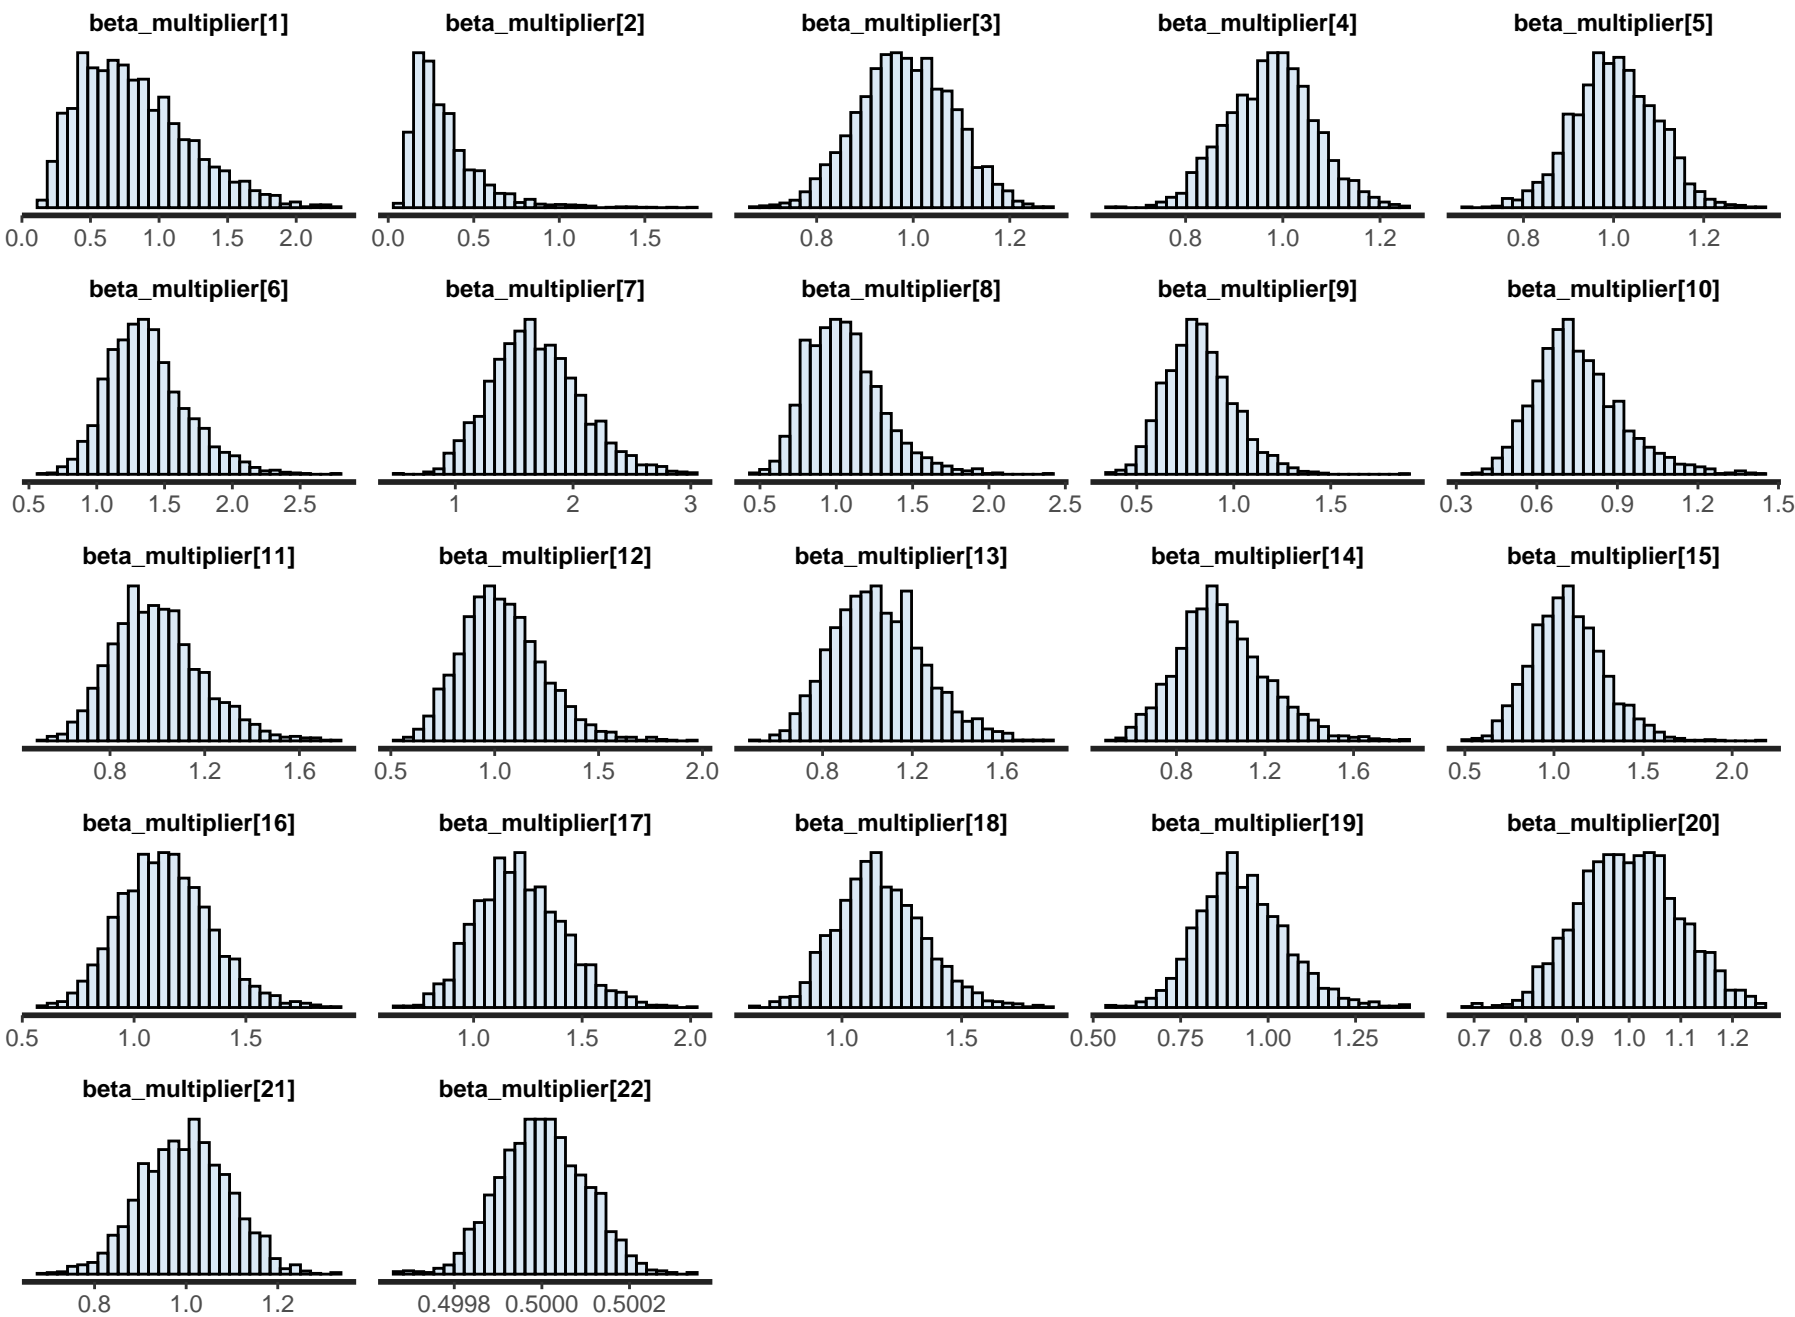 beta_multiplier[1] beta_multiplier[2] beta_multiplier[3] beta_multiplier[4] beta_multiplier[5]
0.0 0.5 1.0 1.5 2.0 0.0 0.5 1.0 1.5 0.8 1.0 1.2 0.8 1.0 1.2 0.8 1.0 1.2
beta_multiplier[6] beta_multiplier[7] beta_multiplier[8] beta_multiplier[9] beta_multiplier[10]
0.5 1.0 1.5 2.0 2.5 1 2 3 0.5 1.0 1.5 2.0 2.5 0.5 1.0 1.5 0.3 0.6 0.9 1.2 1.5
beta_multiplier[11] beta_multiplier[12] beta_multiplier[13] beta_multiplier[14] beta_multiplier[15]
0.8 1.2 1.6 0.5 1.0 1.5 2.0 0.8 1.2 1.6 0.8 1.2 1.6 0.5 1.0 1.5 2.0
beta_multiplier[16] beta_multiplier[17] beta_multiplier[18] beta_multiplier[19] beta_multiplier[20]
0.5 1.0 1.5 1.0 1.5 2.0 1.0 1.5 0.50 0.75 1.00 1.25 0.7 0.8 0.9 1.0 1.1 1.2
beta_multiplier[21] beta_multiplier[22]
0.8 1.0 1.2 0.4998 0.5000 0.5002